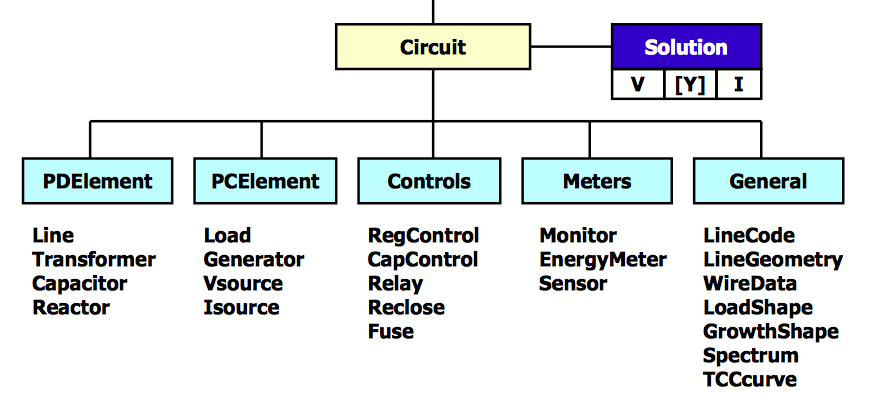 Circuit
Solution
V [Y] I
PDElement
PCElement
Controls
Meters
General
Line
Transformer
Capacitor
Reactor
Load
Generator
Vsource
Isource
RegControl
CapControl
Relay
Reclose
Fuse
Monitor
EnergyMeter
Sensor
LineCode
LineGeometry
WireData
LoadShape
GrowthShape
Spectrum
TCCcurve